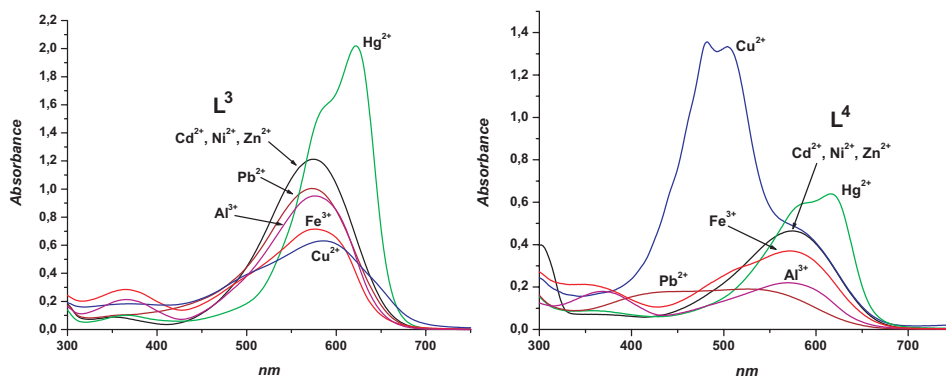 2,2
2,0
1,8
1,6
1,4
1,2
1,0
0,8
0,6
0,4
0,2
0,0
Absorbance
300 400 500 600 700
nm
L³
Hg²⁺
Cd²⁺, Ni²⁺, Zn²⁺
Pb²⁺
Al³⁺
Fe³⁺
Cu²⁺
1,4
1,2
1,0
0,8
0,6
0,4
0,2
0,0
Absorbance
300 400 500 600 700
nm
Cu²⁺
L⁴
Cd²⁺, Ni²⁺, Zn²⁺
Hg²⁺
Fe³⁺
Pb²⁺
Al³⁺